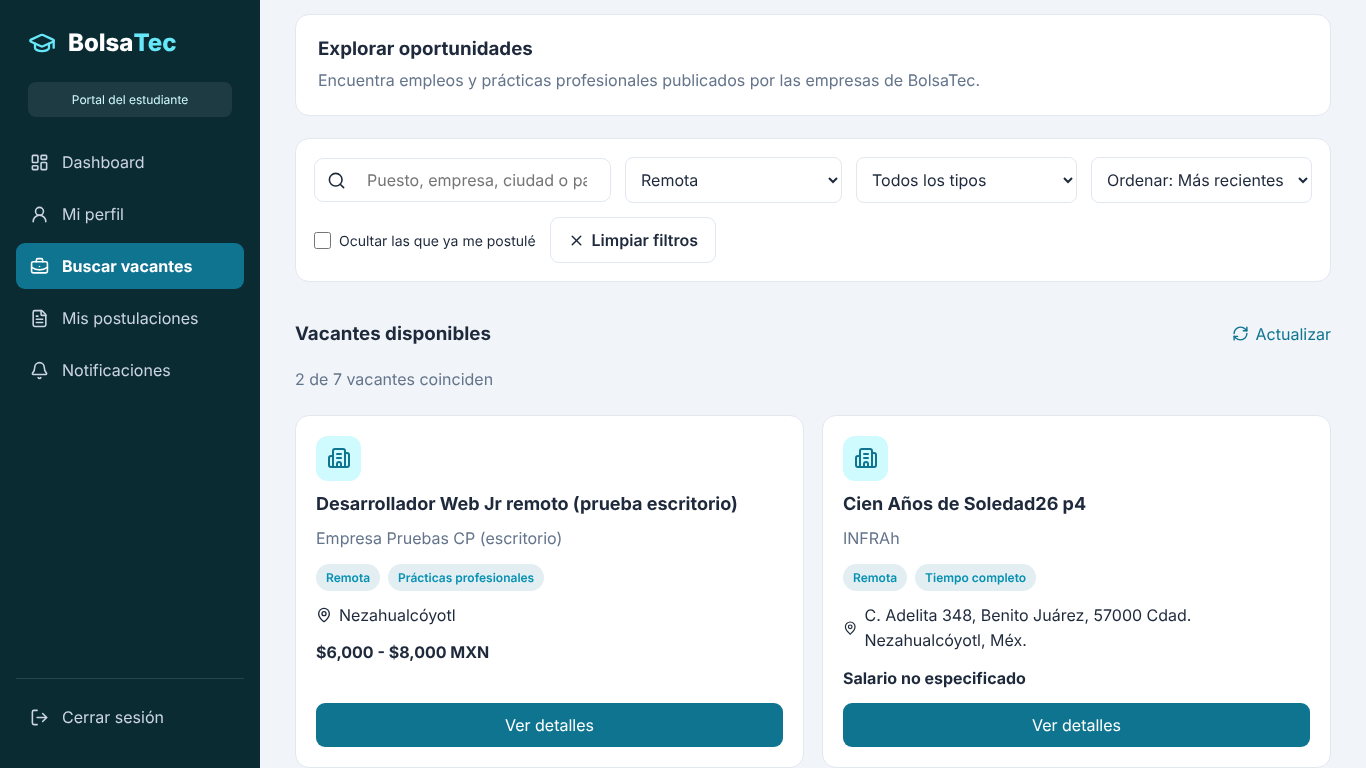 BolsaTec
Portal del estudiante
Dashboard
Mi perfil
Buscar vacantes
Mis postulaciones
Notificaciones
Cerrar sesión
Explorar oportunidades
Encuentra empleos y prácticas profesionales publicados por las empresas de BolsaTec.
Puesto, empresa, ciudad o pa
Remota
Todos los tipos
Ordenar: Más recientes
Ocultar las que ya me postulé
Limpiar filtros
Vacantes disponibles
Actualizar
2 de 7 vacantes coinciden
Desarrollador Web Jr remoto (prueba escritorio)
Empresa Pruebas CP (escritorio)
Remota
Prácticas profesionales
Nezahualcóyotl
$6,000 - $8,000 MXN
Ver detalles
Cien Años de Soledad26 p4
INFRAh
Remota
Tiempo completo
C. Adelita 348, Benito Juárez, 57000 Cdad.
Nezahualcóyotl, Méx.
Salario no especificado
Ver detalles